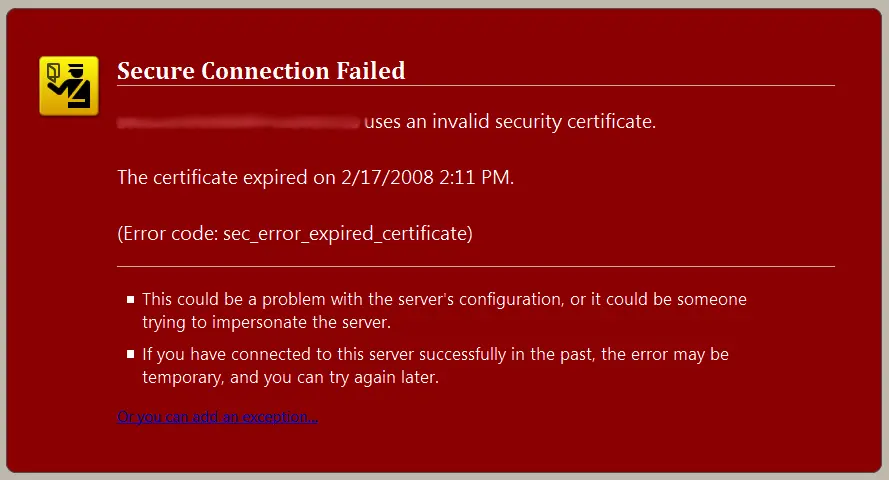 Secure Connection Failed
uses an invalid security certificate.
The certificate expired on 2/17/2008 2:11 PM.
(Error code: sec_error_expired_certificate)
This could be a problem with the server's configuration, or it could be someone
trying to impersonate the server.
If you have connected to this server successfully in the past, the error may be
temporary, and you can try again later.
Or you can add an exception...